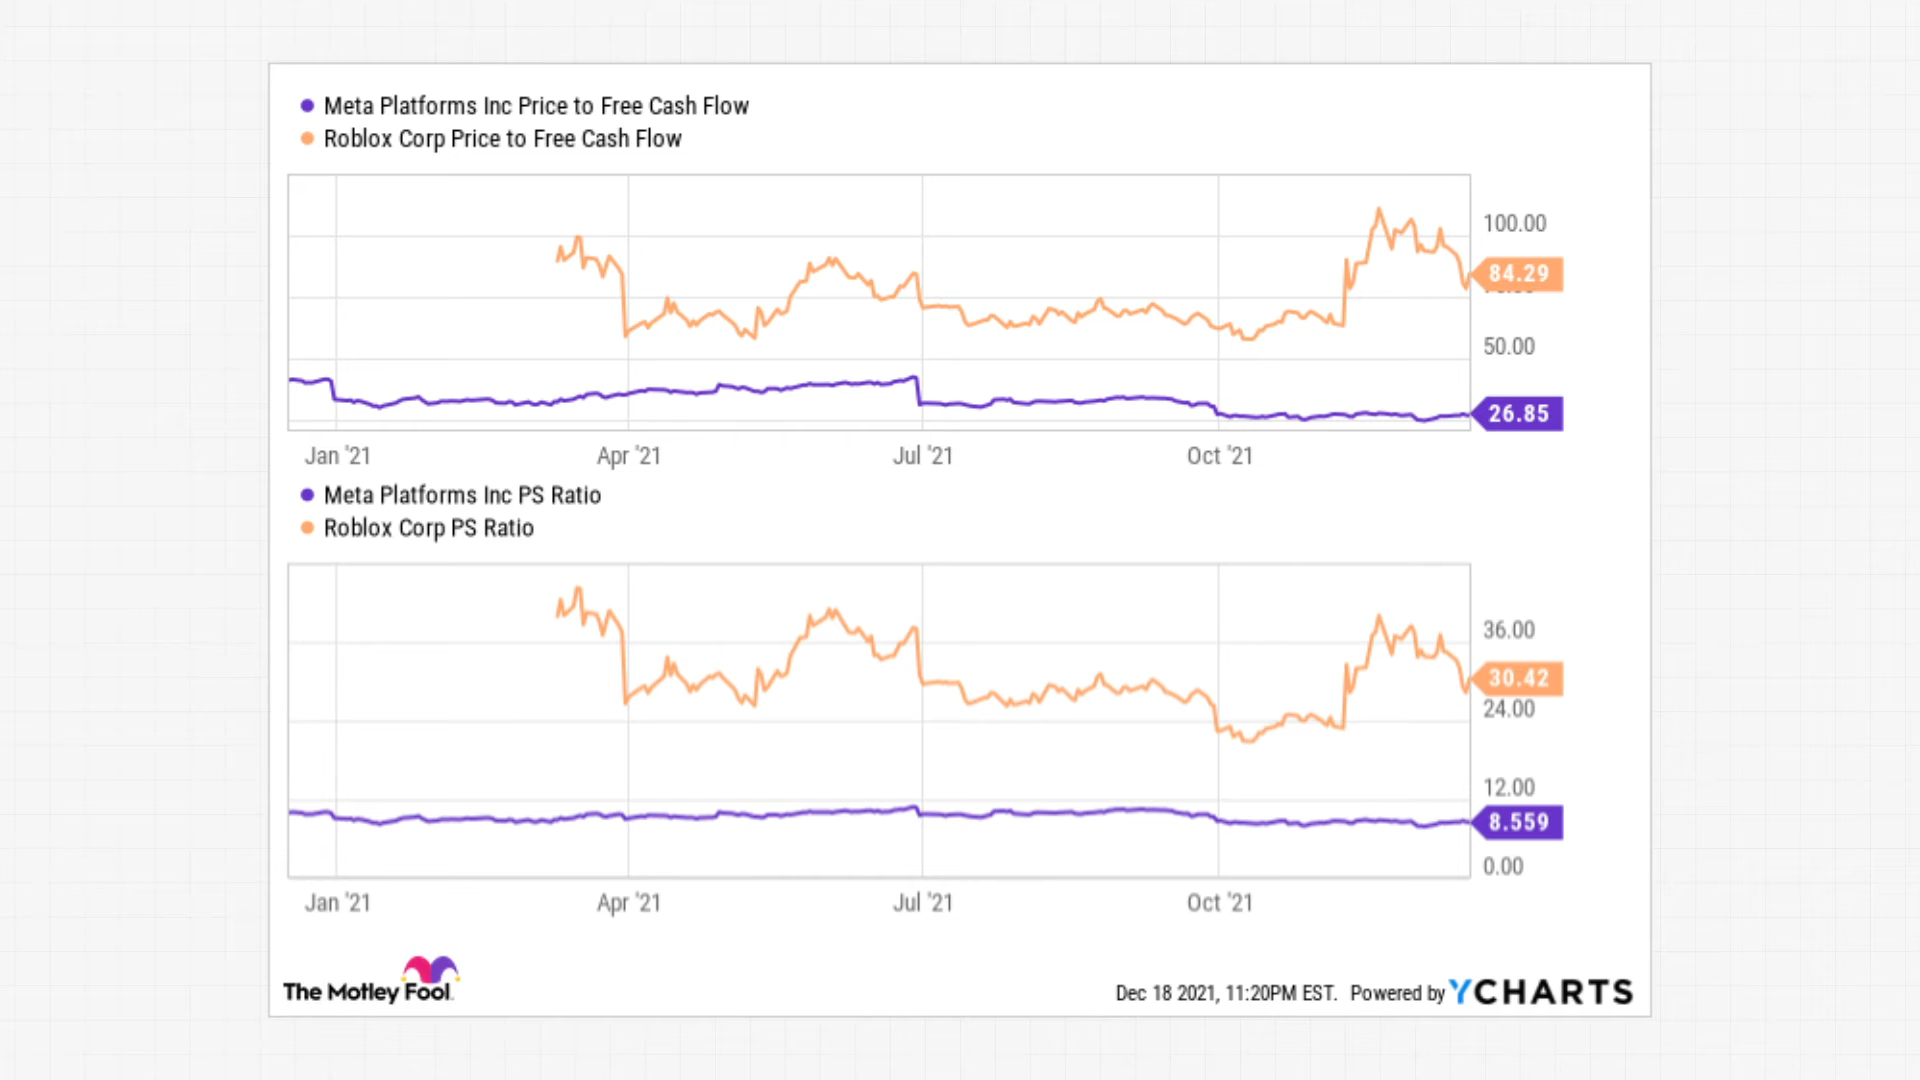 Meta Platforms Inc Price to Free Cash Flow
Roblox Corp Price to Free Cash Flow
100.00
84.29
50.00
26.85
Jan '21 Apr '21 Jul '21 Oct '21
Meta Platforms Inc PS Ratio
Roblox Corp PS Ratio
36.00
30.42
24.00
12.00
8.559
0.00
Jan '21 Apr '21 Jul '21 Oct '21
The Motley Fool.
Dec 18 2021, 11:20PM EST. Powered by YCHARTS